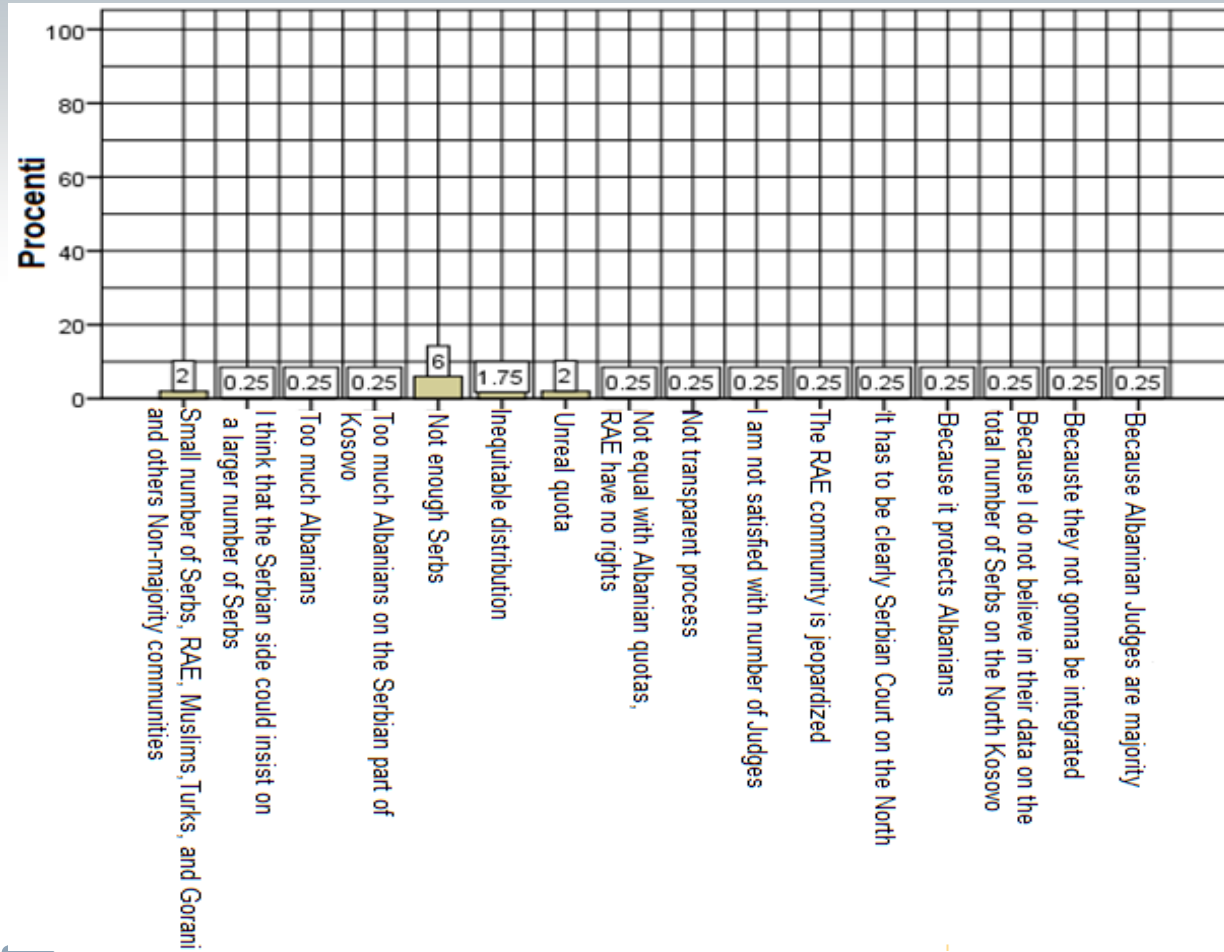 Procenti
100
80
60
40
20
0
2
0.25
0.25
0.25
6
1.75
2
0.25
0.25
0.25
0.25
0.25
0.25
0.25
0.25
0.25
Small number of Serbs, RAE, Muslims,Turks, and Gorani
and others Non-majority communities
I think that the Serbian side could insist on
a larger number of Serbs
Too much Albanians
Too much Albanians on the Serbian part of
Kosovo
Not enough Serbs
Inequitable distribution
Unreal quota
Not equal with Albanian quotas,
RAE have no rights
Not transparent process
I am not satisfied with number of Judges
The RAE community is jeopardized
It has to be clearly Serbian Court on the North
Because it protects Albanians
Because I do not believe in their data on the
total number of Serbs on the North Kosovo
Becauste they not gonna be integrated
Because Albaninan Judges are majority